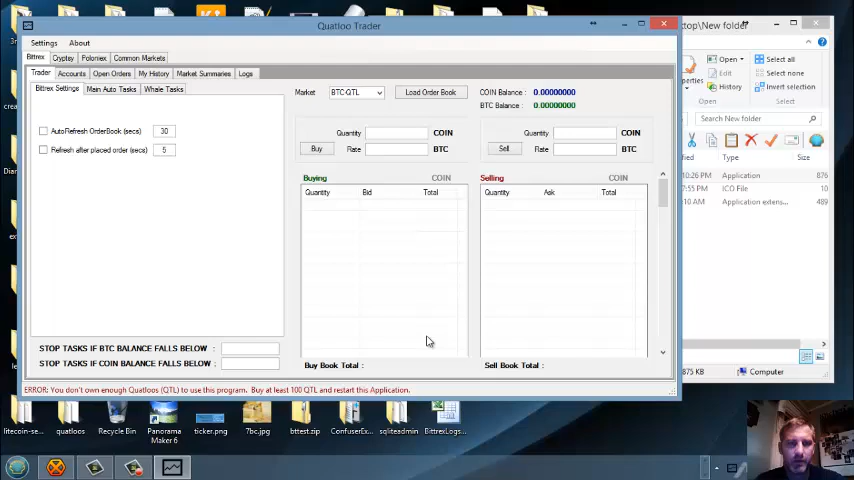 Quatloo Trader
top\New folder
Settings About
Bittrex Cryptsy Poloniex Common Markets
Trader Accounts Open Orders My History Market Summaries Logs
Bittrex Settings Main Auto Tasks Whale Tasks
Market BTC-QTL Load Order Book COIN Balance : 0.00000000
BTC Balance : 0.00000000
AutoRefresh OrderBook (secs) 30
Refresh after placed order (secs) 5
Quantity COIN
Buy Rate BTC
Quantity COIN
Sell Rate BTC
Buying COIN
Quantity Bid Total
Selling COIN
Quantity Ask Total
STOP TASKS IF BTC BALANCE FALLS BELOW :
STOP TASKS IF COIN BALANCE FALLS BELOW :
Buy Book Total :
Sell Book Total :
ERROR: You don't own enough Quatloos (QTL) to use this program. Buy at least 100 QTL and restart this Application.
Open
Edit
History
Open
Select all
Select none
Invert selection
Select
Search New folder
Type
10:26 PM Application 876
7:55 PM ICO File 10
Application extens... 489
875 KB
Computer
litecoin-se...
quatloos
Recycle Bin
Panorama
Maker 6
ticker.png
7bc.jpg
bttest.zip
ConfuserEx...
sqliteadmin
BittrexLogs...